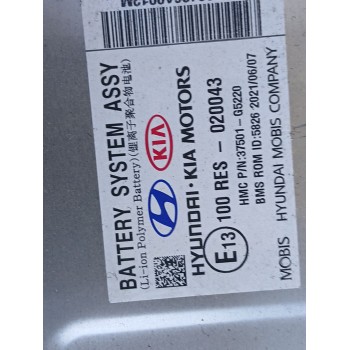 BATTERY SYSTEM ASSY
(Li-ion Polymer Battery)(锂离子聚合物电池)
KIA
HYUNDAI·KIA MOTORS
E13 100 RES - 020043
HMC P/N:37501-G5220
BMS ROM ID:5826 2021/06/07
MOBIS HYUNDAI MOBIS COMPANY